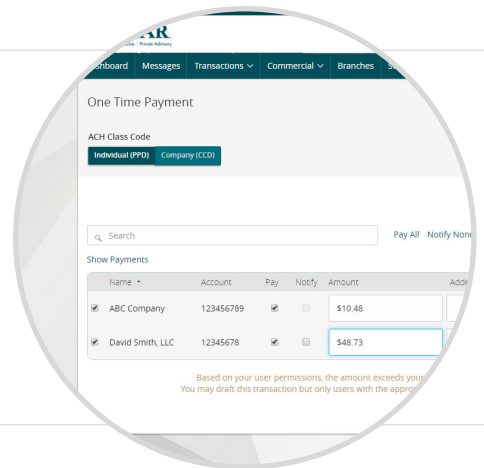 Private Advisory
Messages Transactions Commercial Branches
One Time Payment
ACH Class Code
Individual (PPD) Company (CCD)
Search Pay All Notify None
Show Payments
Name Account Pay Notify Amount
ABC Company 123456789 $10.48
David Smith, LLC 12345678 $48.73
Based on your user permissions, the amount exceeds your
You may draft this transaction but only users with the